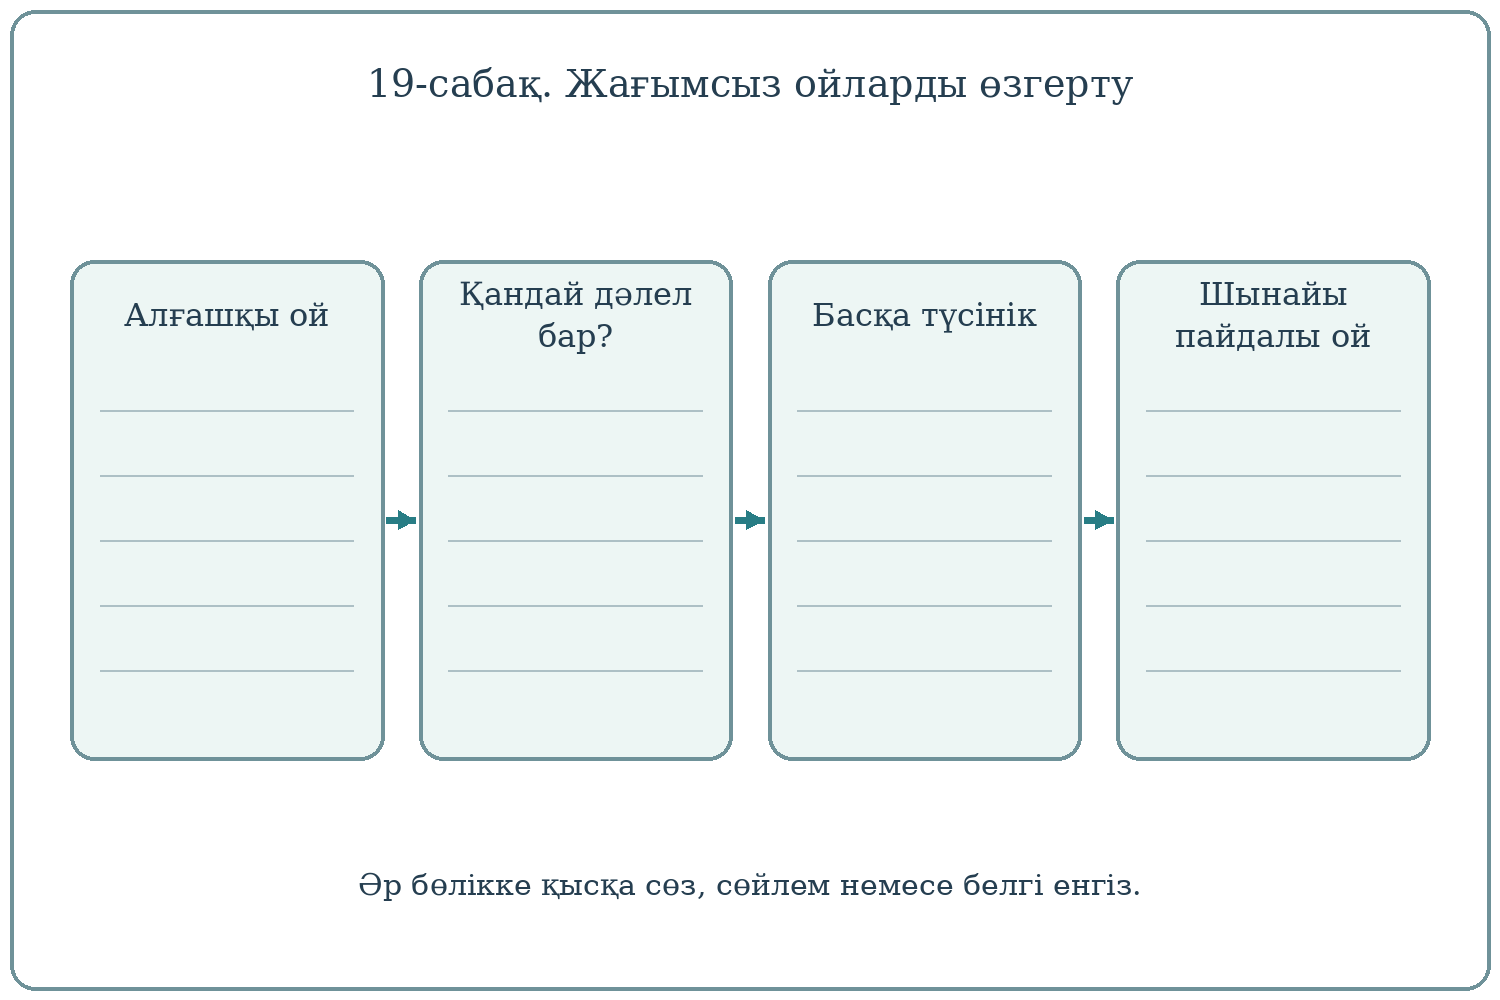 19-сабақ. Жағымсыз ойларды өзгерту
Алғашқы ой
Қандай дәлел
бар?
Басқа түсінік
Шынайы
пайдалы ой
Әр бөлікке қысқа сөз, сөйлем немесе белгі енгіз.